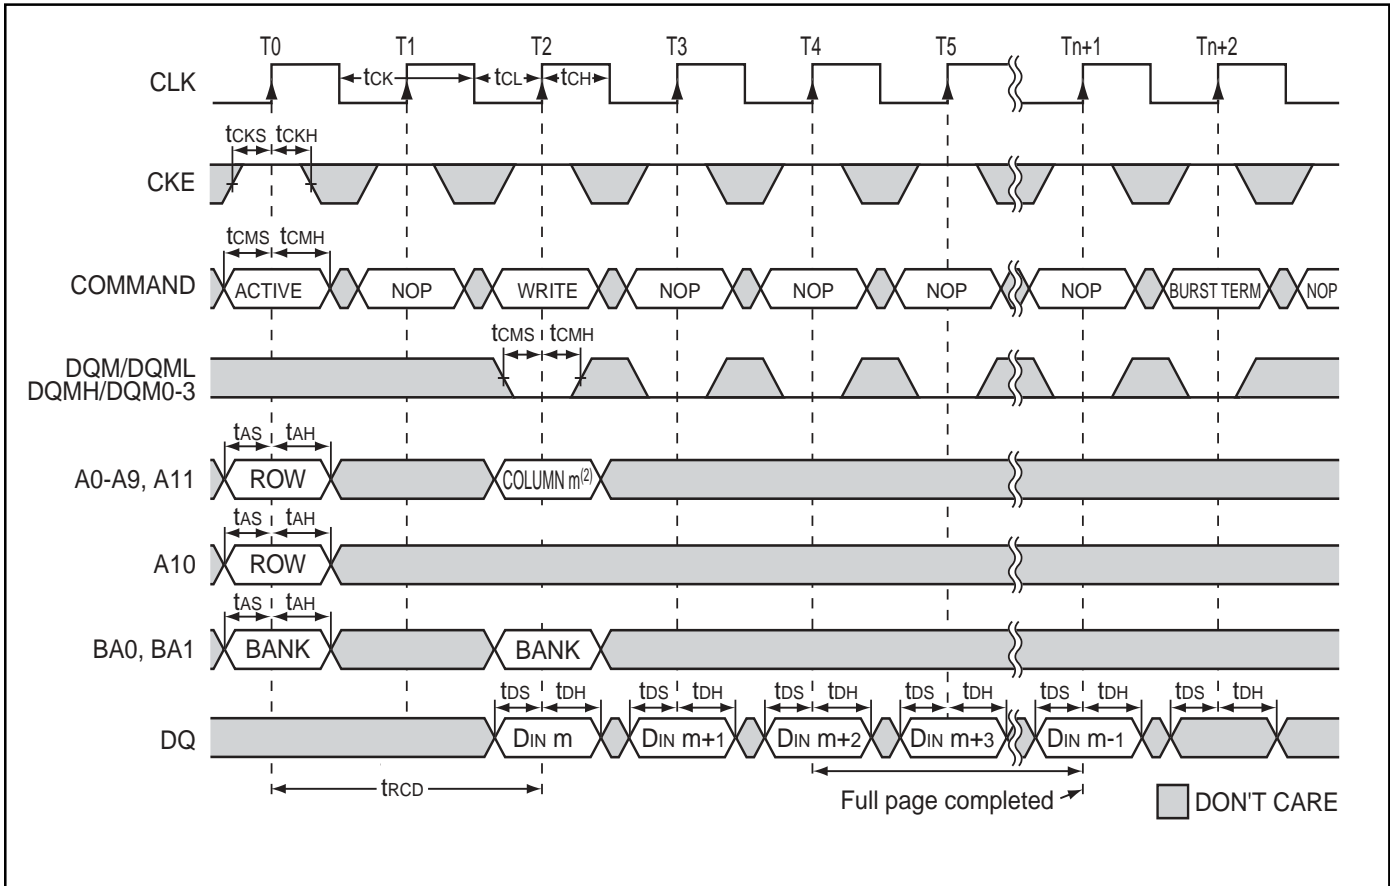 T0 T1 T2 T3 T4 T5 Tn+1 Tn+2
CLK tCK tCL tCH
tCKS tCKH
CKE
tCMS tCMH
COMMAND ACTIVE NOP WRITE NOP NOP NOP NOP BURST TERM NOP
tCMS tCMH
DQM/DQML
DQMH/DQM0-3
tAS tAH
A0-A9, A11 ROW COLUMN m(2)
tAS tAH
A10 ROW
tAS tAH
BA0, BA1 BANK BANK
tDS tDH tDS tDH tDS tDH tDS tDH tDS tDH tDS tDH
DQ DIN m DIN m+1 DIN m+2 DIN m+3 DIN m-1
tRCD
Full page completed DON'T CARE